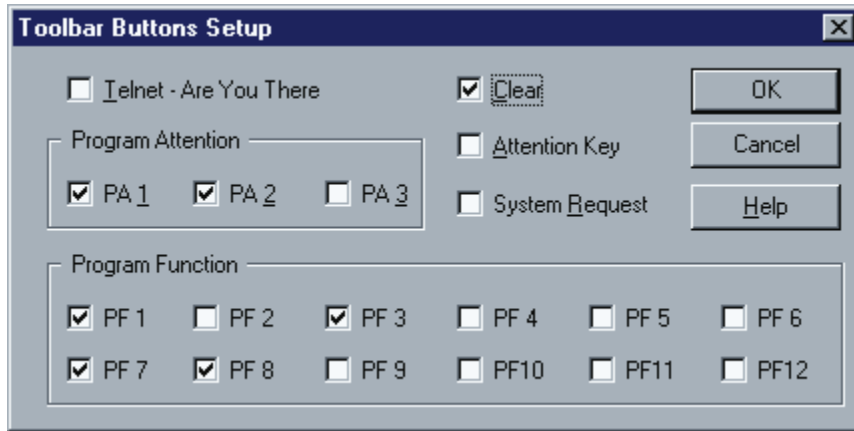 Toolbar Buttons Setup
Telnet - Are You There
Clear
OK
Program Attention
Attention Key
Cancel
PA 1 PA 2 PA 3
System Request
Help
Program Function
PF 1 PF 2 PF 3 PF 4 PF 5 PF 6
PF 7 PF 8 PF 9 PF10 PF11 PF12